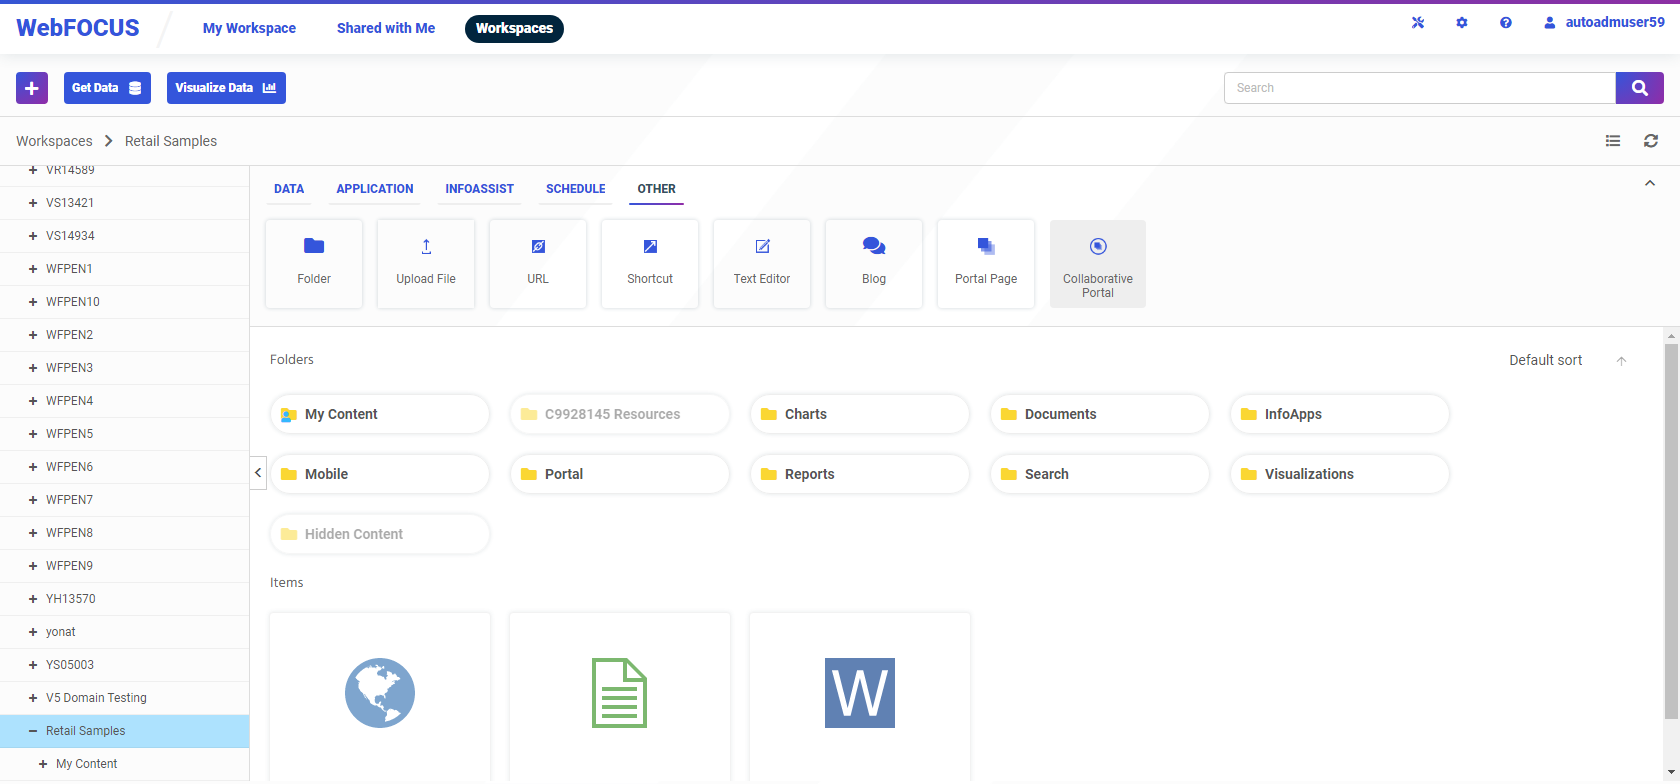 WebFOCUS
My Workspace
Shared with Me
Workspaces
autoadmuser59
Get Data
Visualize Data
Search
Workspaces
Retail Samples
VR14589
VS13421
VS14934
WFPEN1
WFPEN10
WFPEN2
WFPEN3
WFPEN4
WFPEN5
WFPEN6
WFPEN7
WFPEN8
WFPEN9
YH13570
yonat
YS05003
V5 Domain Testing
Retail Samples
My Content
DATA
APPLICATION
INFOASSIST
SCHEDULE
OTHER
Folder
Upload File
URL
Shortcut
Text Editor
Blog
Portal Page
Collaborative
Portal
Folders
Default sort
My Content
C9928145 Resources
Charts
Documents
InfoApps
Mobile
Portal
Reports
Search
Visualizations
Hidden Content
Items
W